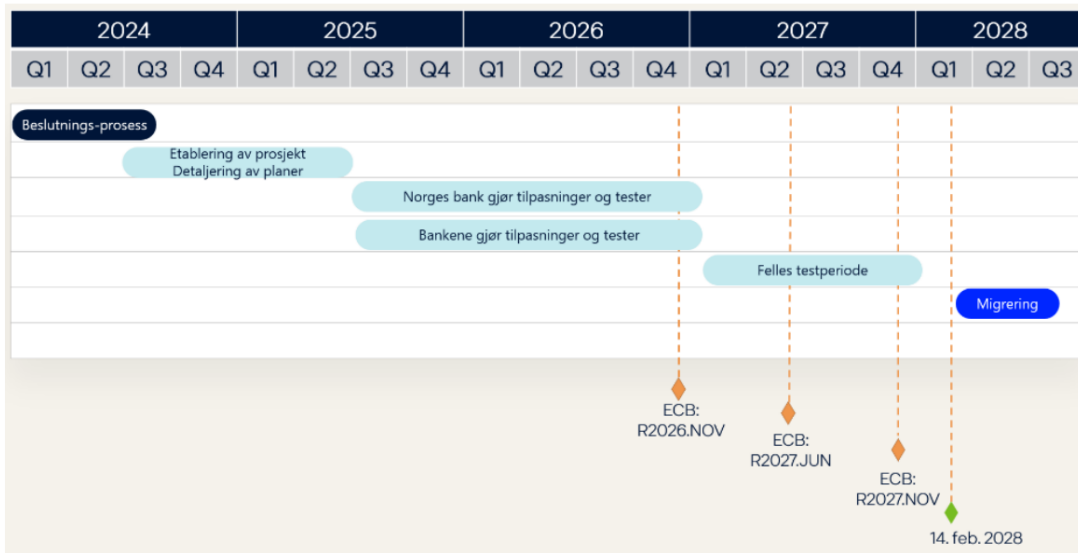 2024 2025 2026 2027 2028
Q1 Q2 Q3 Q4 Q1 Q2 Q3 Q4 Q1 Q2 Q3 Q4 Q1 Q2 Q3 Q4 Q1 Q2 Q3
Beslutnings-prosess
Etablering av prosjekt
Detaljering av planer
Norges bank gjør tilpasninger og tester
Bankene gjør tilpasninger og tester
Felles testperiode
Migrering
ECB:
R2026.NOV
ECB:
R2027.JUN
ECB:
R2027.NOV
14. feb. 2028